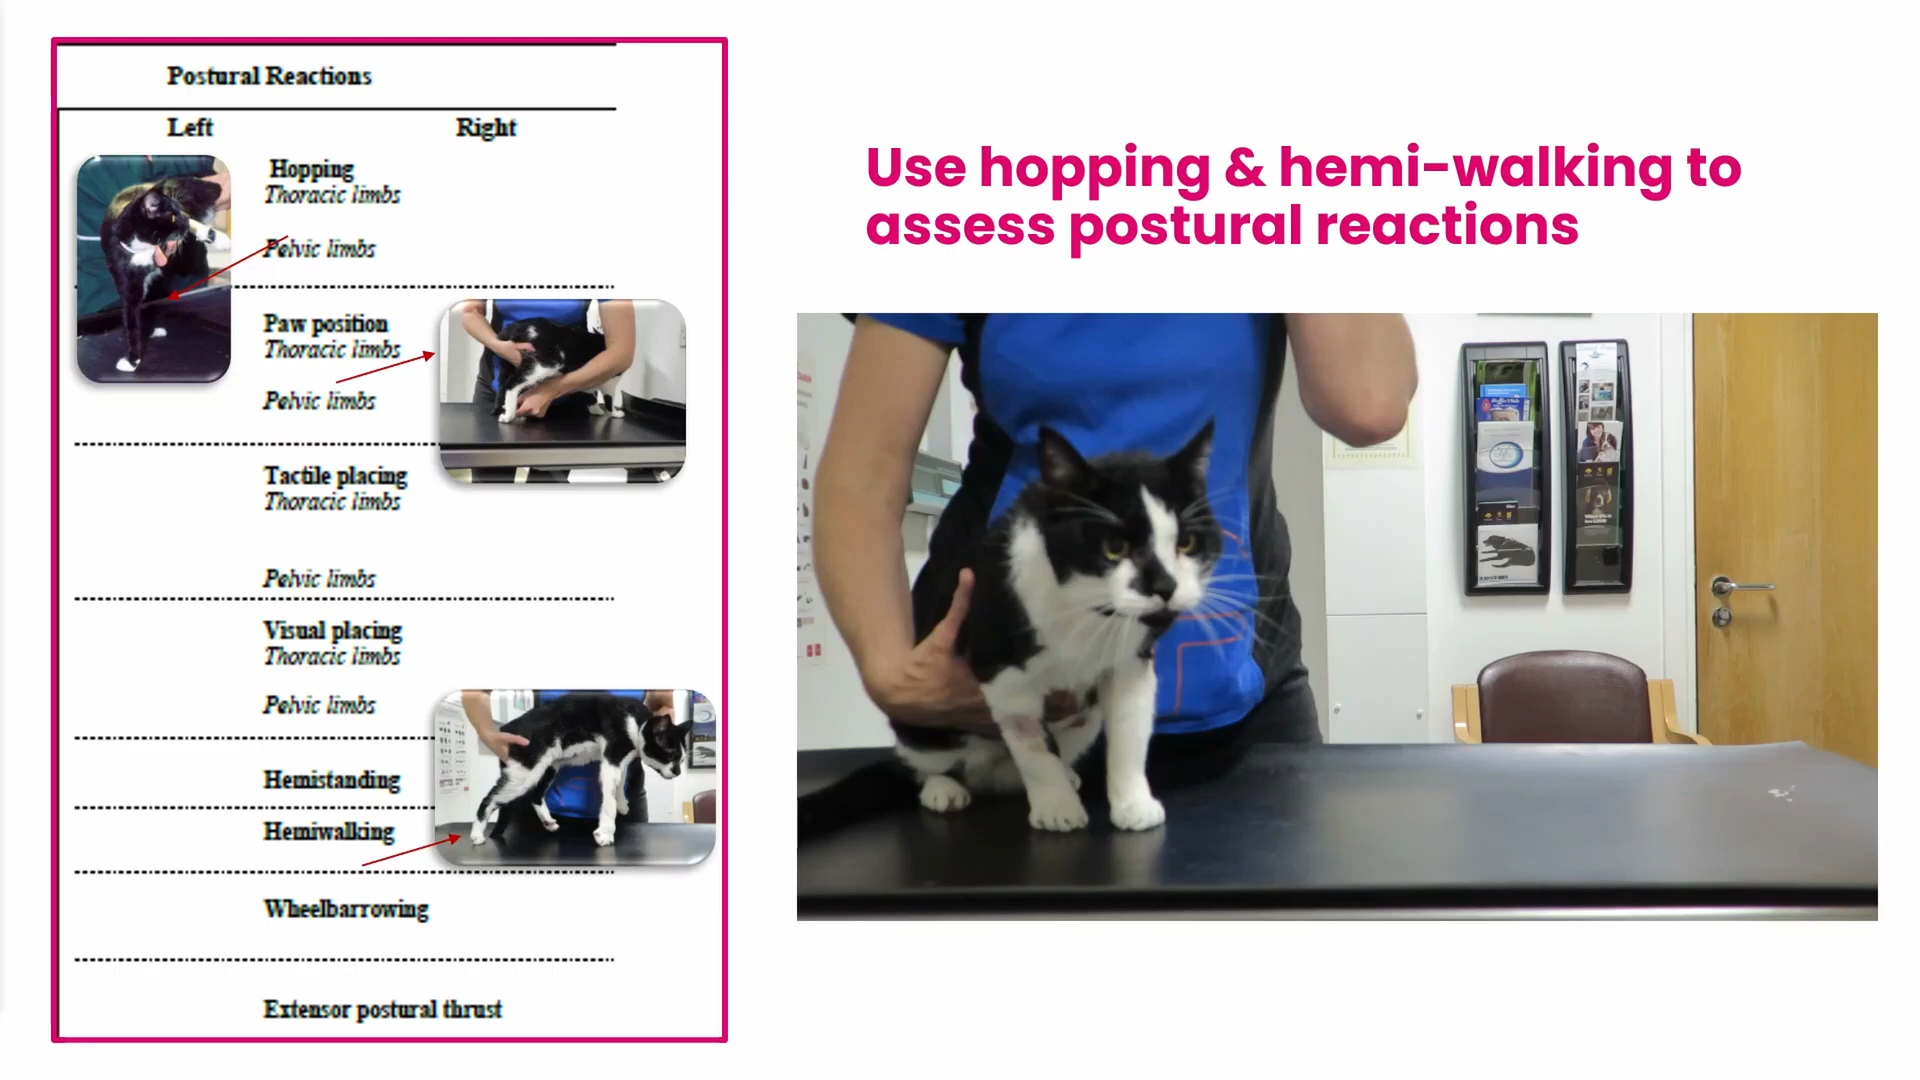 Postural Reactions
Left Right
Hopping
Thoracic limbs
Pelvic limbs
Paw position
Thoracic limbs
Pelvic limbs
Tactile placing
Thoracic limbs
Pelvic limbs
Visual placing
Thoracic limbs
Pelvic limbs
Hemistanding
Hemiwalking
Wheelbarrowing
Extensor postural thrust
Use hopping & hemi-walking to
assess postural reactions